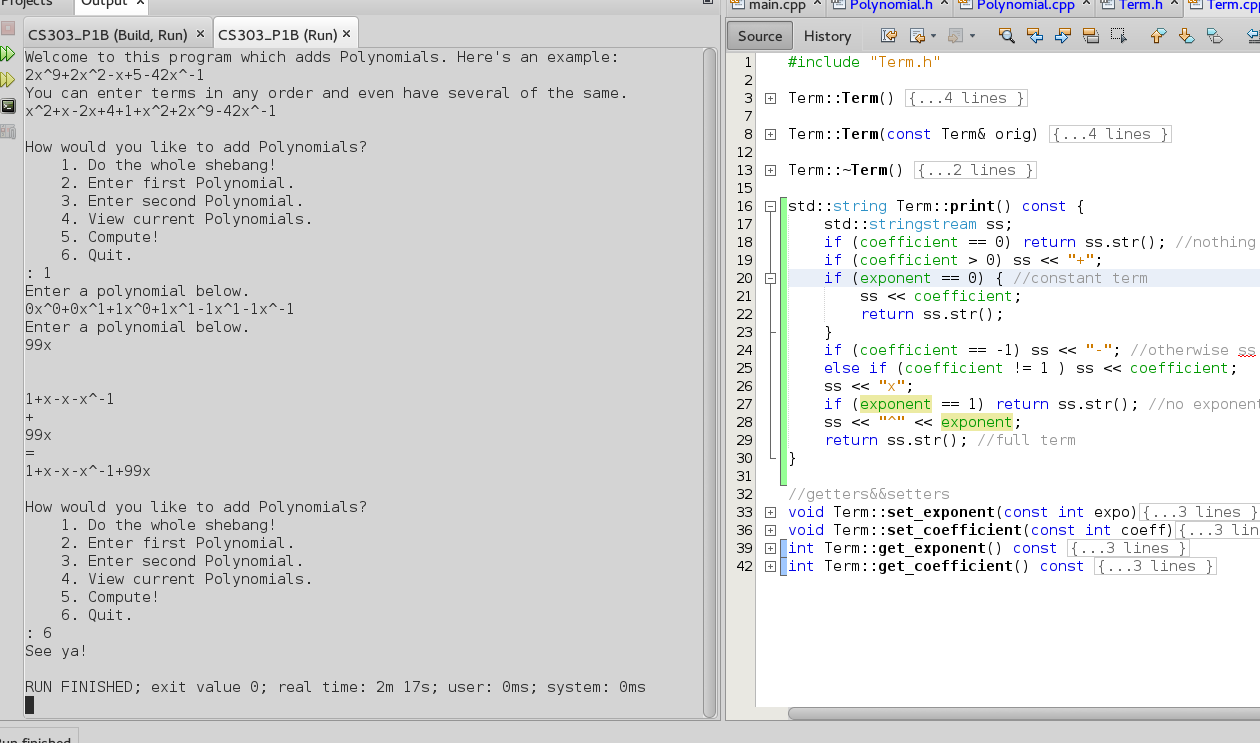 Projects
Output ×
CS303_P1B (Build, Run) × CS303_P1B (Run) ×
Welcome to this program which adds Polynomials. Here's an example:
2x^9+2x^2-x+5-42x^-1
You can enter terms in any order and even have several of the same.
x^2+x-2x+4+1+x^2+2x^9-42x^-1
How would you like to add Polynomials?
1. Do the whole shebang!
2. Enter first Polynomial.
3. Enter second Polynomial.
4. View current Polynomials.
5. Compute!
6. Quit.
: 1
Enter a polynomial below.
0x^0+0x^1+1x^0+1x^1-1x^1-1x^-1
Enter a polynomial below.
99x
1+x-x-x^-1
+
99x
=
1+x-x-x^-1+99x
How would you like to add Polynomials?
1. Do the whole shebang!
2. Enter first Polynomial.
3. Enter second Polynomial.
4. View current Polynomials.
5. Compute!
6. Quit.
: 6
See ya!
RUN FINISHED; exit value 0; real time: 2m 17s; user: 0ms; system: 0ms
Run finished
main.cpp × Polynomial.h × Polynomial.cpp × Term.h × Term.cpp
Source History
1 #include "Term.h"
2
3 Term::Term() {...4 lines }
7
8 Term::Term(const Term& orig) {...4 lines }
12
13 Term::~Term() {...2 lines }
15
16 std::string Term::print() const {
17 std::stringstream ss;
18 if (coefficient == 0) return ss.str(); //nothing
19 if (coefficient > 0) ss << "+";
20 if (exponent == 0) { //constant term
21 ss << coefficient;
22 return ss.str();
23 }
24 if (coefficient == -1) ss << "-"; //otherwise ss
25 else if (coefficient != 1 ) ss << coefficient;
26 ss << "x";
27 if (exponent == 1) return ss.str(); //no exponent
28 ss << "^" << exponent;
29 return ss.str(); //full term
30 }
31
32 //getters&&setters
33 void Term::set_exponent(const int expo){...3 lines }
36 void Term::set_coefficient(const int coeff){...3 lin
39 int Term::get_exponent() const {...3 lines }
42 int Term::get_coefficient() const {...3 lines }